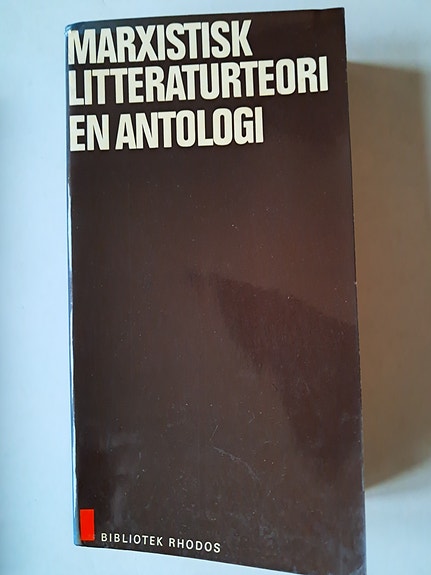 MARXISTISK
LITTERATURTEORI
EN ANTOLOGI
BIBLIOTEK RHODOS